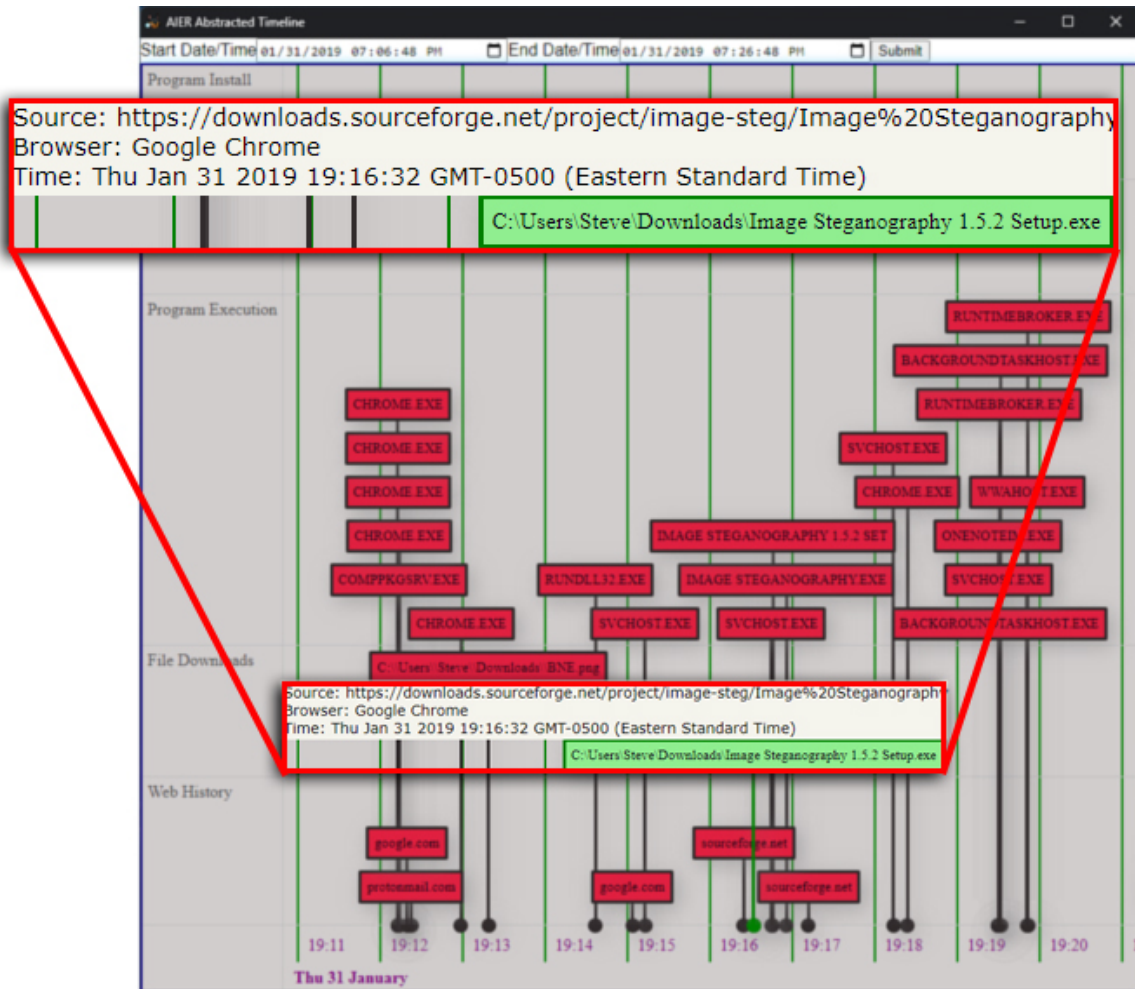 AIER Abstracted Timeline
Start Date/Time 01/31/2019 07:06:48 PM End Date/Time 01/31/2019 07:26:48 PM Submit
Program Install
Source: https://downloads.sourceforge.net/project/image-steg/Image%20Steganography
Browser: Google Chrome
Time: Thu Jan 31 2019 19:16:32 GMT-0500 (Eastern Standard Time)
C:\Users\Steve\Downloads\Image Steganography 1.5.2 Setup.exe
Program Execution
RUNTIMEBROKER.EXE
BACKGROUNDTASKHOST.EXE
CHROME.EXE RUNTIMEBROKER.EXE
CHROME.EXE SVCHOST.EXE
CHROME.EXE CHROME.EXE WWAHOST.EXE
CHROME.EXE IMAGE STEGANOGRAPHY 1.5.2 SET
COMPPKGSRV.EXE RUNDLL32.EXE IMAGE STEGANOGRAPHY.EXE SVCHOST.EXE
CHROME.EXE SVCHOST.EXE SVCHOST.EXE BACKGROUNDTASKHOST.EXE
File Downloads
C:\Users\Steve\Downloads\BNE.png
Source: https://downloads.sourceforge.net/project/image-steg/Image%20Steganography
Browser: Google Chrome
Time: Thu Jan 31 2019 19:16:32 GMT-0500 (Eastern Standard Time)
C:\Users\Steve\Downloads\Image Steganography 1.5.2 Setup.exe
Web History
google.com sourceforge.net
protonmail.com google.com sourceforge.net
19:11 19:12 19:13 19:14 19:15 19:16 19:17 19:18 19:19 19:20
Thu 31 January